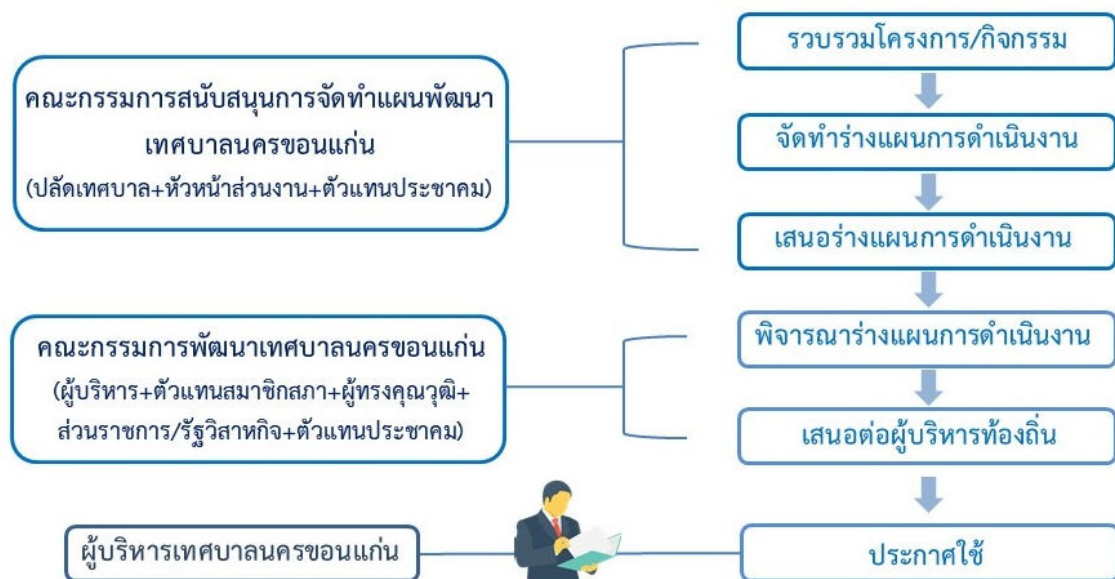 รวบรวมโครงการ/กิจกรรม
คณะกรรมการสนับสนุนการจัดทำแผนพัฒนา
เทศบาลนครขอนแก่น
(ปลัดเทศบาล+หัวหน้าส่วนงาน+ตัวแทนประชาคม)
จัดทำร่างแผนการดำเนินงาน
เสนอร่างแผนการดำเนินงาน
คณะกรรมการพัฒนาเทศบาลนครขอนแก่น
(ผู้บริหาร+ตัวแทนสมาชิกสภา+ผู้ทรงคุณวุฒิ+
ส่วนราชการ/รัฐวิสาหกิจ+ตัวแทนประชาคม)
พิจารณาร่างแผนการดำเนินงาน
เสนอต่อผู้บริหารท้องถิ่น
ผู้บริหารเทศบาลนครขอนแก่น
ประกาศใช้